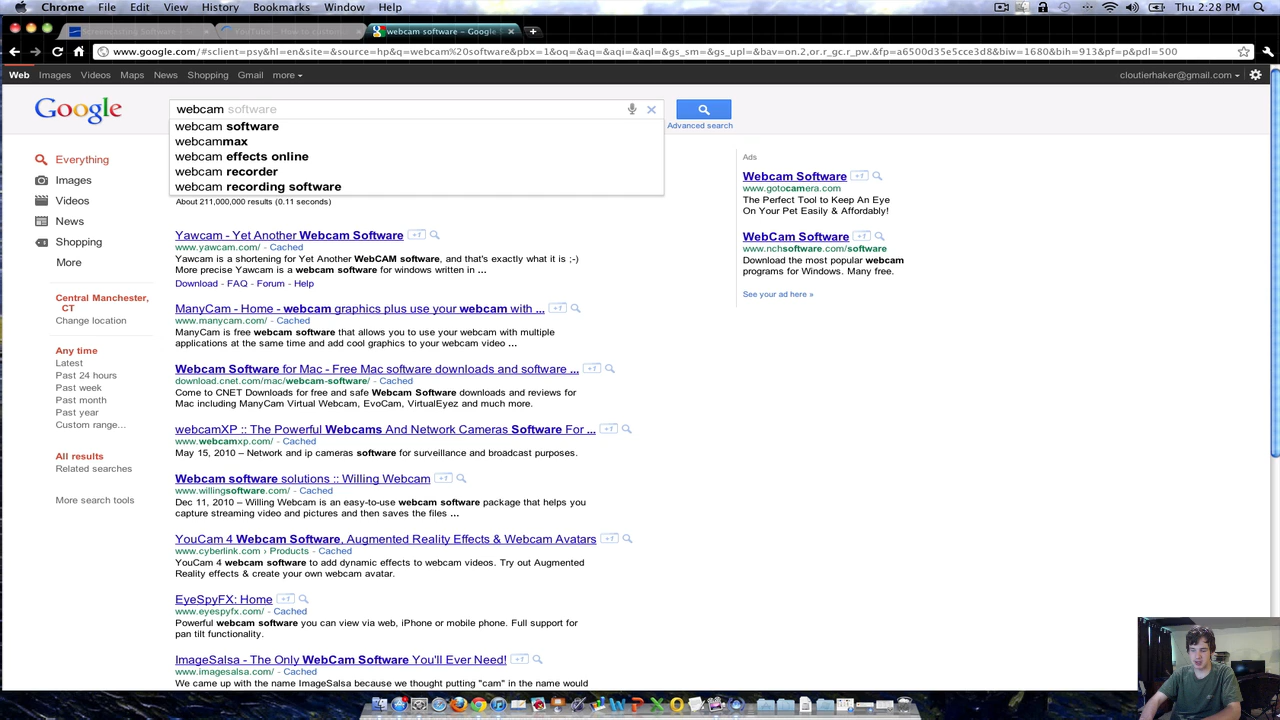 2:28 PM
Screencasting Software - Sc
YouTube - How to custom
webcam software - Google
www.google.com/#sclient=psy&hl=en&site=&source=hp&q=webcam%20software&pbx=1&oq=&aq=&aqi=&aql=&gs_sm=&gs_upl=&bav=on.2,or.r_gc.r_pw.&fp=a6500d35e5cce3d8&biw=1680&bih=913&pf=p&pdl=500
Web Images Videos Maps News Shopping Gmail more
cloutierhaker@gmail.com
Google
webcam software
Advanced search
webcam software
webcammax
webcam effects online
webcam recorder
webcam recording software
About 211,000,000 results (0.11 seconds)
Everything
Images
Videos
News
Shopping
More
Central Manchester,
CT
Change location
Any time
Latest
Past 24 hours
Past week
Past month
Past year
Custom range...
All results
Related searches
More search tools
Yawcam - Yet Another Webcam Software +1
www.yawcam.com/ - Cached
Yawcam is a shortening for Yet Another WebCAM software, and that's exactly what it is ;-)
More precise Yawcam is a webcam software for windows written in ...
Download - FAQ - Forum - Help
ManyCam - Home - webcam graphics plus use your webcam with ... +1
www.manycam.com/ - Cached
ManyCam is free webcam software that allows you to use your webcam with multiple
applications at the same time and add cool graphics to your webcam video ...
Webcam Software for Mac - Free Mac software downloads and software ... +1
download.cnet.com/mac/webcam-software/ - Cached
Come to CNET Downloads for free and safe Webcam Software downloads and reviews for
Mac including ManyCam Virtual Webcam, EvoCam, VirtualEyez and much more.
webcamXP :: The Powerful Webcams And Network Cameras Software For ... +1
www.webcamxp.com/ - Cached
May 15, 2010 – Network and ip cameras software for surveillance and broadcast purposes.
Webcam software solutions :: Willing Webcam +1
www.willingsoftware.com/ - Cached
Dec 11, 2010 – Willing Webcam is an easy-to-use webcam software package that helps you
capture streaming video and pictures and then saves the files ...
YouCam 4 Webcam Software, Augmented Reality Effects & Webcam Avatars +1
www.cyberlink.com › Products - Cached
YouCam 4 webcam software to add dynamic effects to webcam videos. Try out Augmented
Reality effects & create your own webcam avatar.
EyeSpyFX: Home +1
www.eyespyfx.com/ - Cached
Powerful webcam software you can view via web, iPhone or mobile phone. Full support for
pan tilt functionality.
ImageSalsa - The Only WebCam Software You'll Ever Need! +1
www.imagesalsa.com/ - Cached
We came up with the name ImageSalsa because we thought putting "cam" in the name would
Ads
Webcam Software +1
www.gotocamera.com
The Perfect Tool to Keep An Eye
On Your Pet Easily & Affordably!
WebCam Software +1
www.nchsoftware.com/software
Download the most popular webcam
programs for Windows. Many free.
See your ad here »